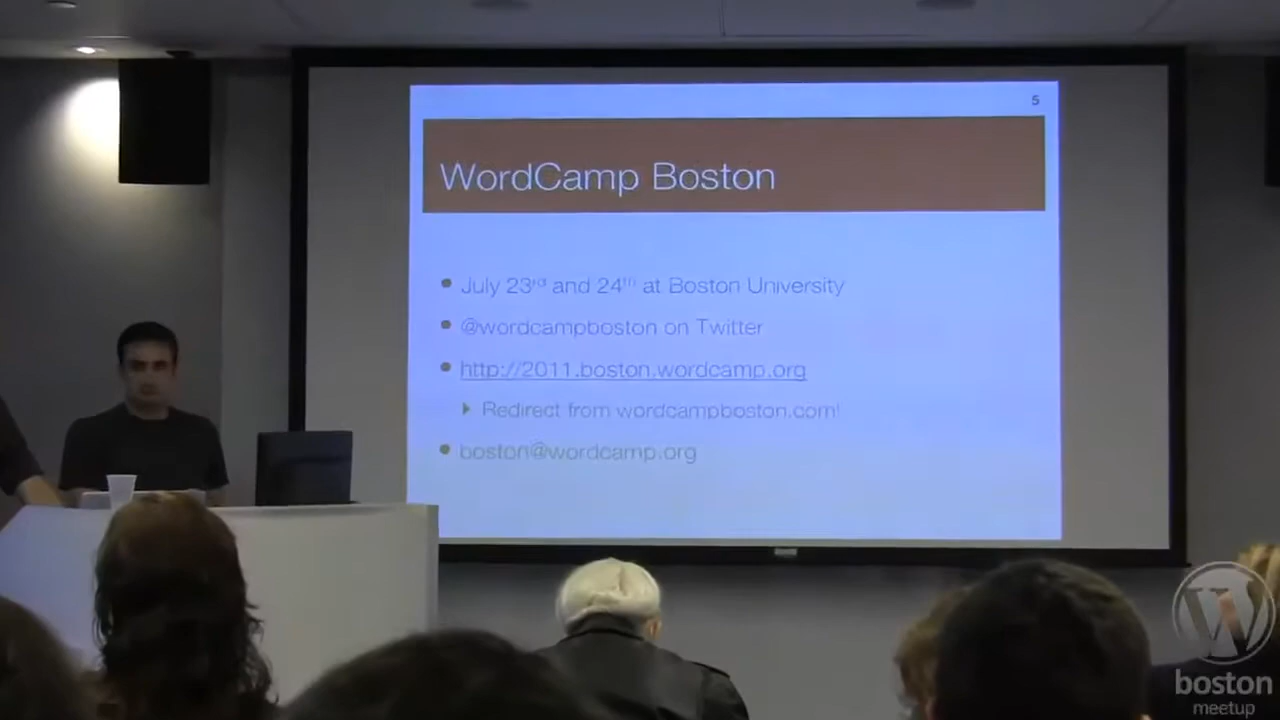 5
WordCamp Boston
July 23rd and 24th at Boston University
@wordcampboston on Twitter
http://2011.boston.wordcamp.org
Redirect from wordcampboston.com!
boston@wordcamp.org
W
boston
meetup